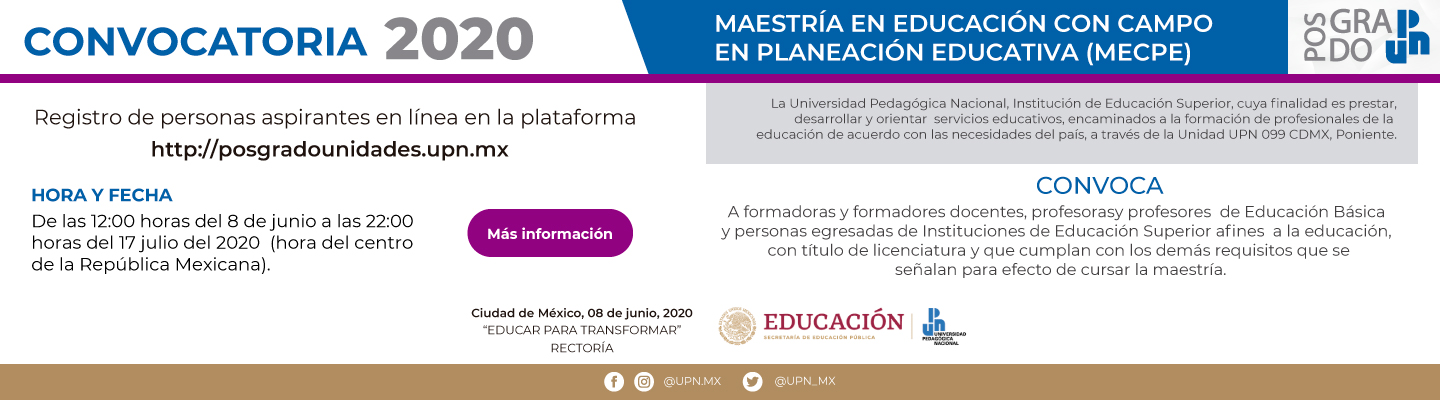 CONVOCATORIA 2020
MAESTRÍA EN EDUCACIÓN CON CAMPO
EN PLANEACIÓN EDUCATIVA (MECPE)
POSGRADO
upn
Registro de personas aspirantes en línea en la plataforma
http://posgradounidades.upn.mx
HORA Y FECHA
De las 12:00 horas del 8 de junio a las 22:00
horas del 17 julio del 2020 (hora del centro
de la República Mexicana).
Más información
La Universidad Pedagógica Nacional, Institución de Educación Superior, cuya finalidad es prestar,
desarrollar y orientar servicios educativos, encaminados a la formación de profesionales de la
educación de acuerdo con las necesidades del país, a través de la Unidad UPN 099 CDMX, Poniente.
CONVOCA
A formadoras y formadores docentes, profesorasy profesores de Educación Básica
y personas egresadas de Instituciones de Educación Superior afines a la educación,
con título de licenciatura y que cumplan con los demás requisitos que se
señalan para efecto de cursar la maestría.
Ciudad de México, 08 de junio, 2020
“EDUCAR PARA TRANSFORMAR”
RECTORÍA
EDUCACIÓN
SECRETARÍA DE EDUCACIÓN PÚBLICA
upn
UNIVERSIDAD
PEDAGÓGICA
NACIONAL
@UPN.MX
@UPN_MX